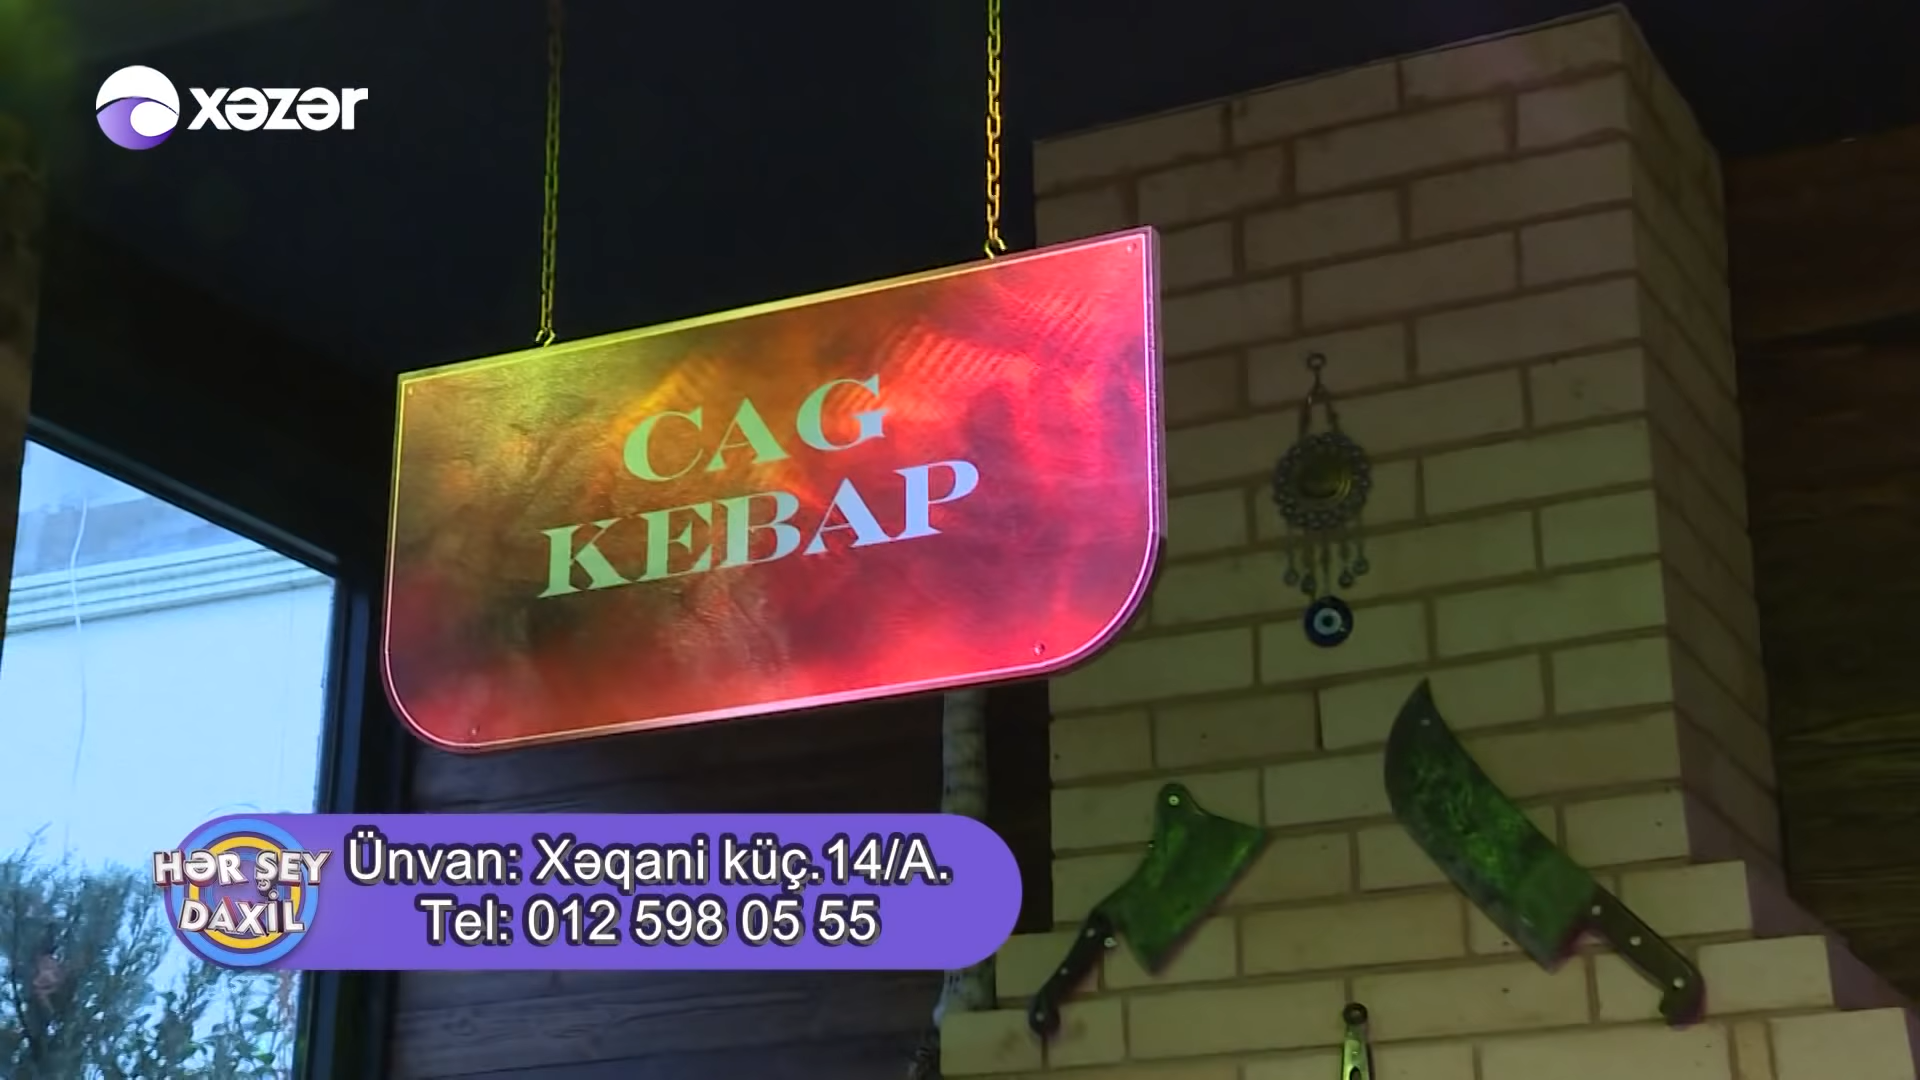 xəzər
CAG
KEBAP
HƏR ŞEY
DAXİL
Ünvan: Xəqani küç.14/A.
Tel: 012 598 05 55